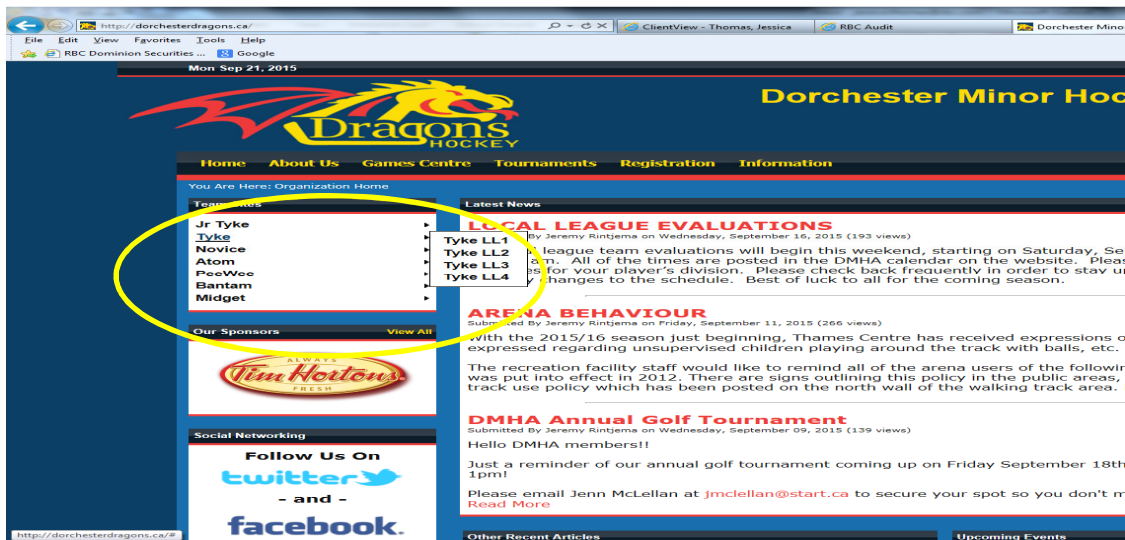 http://dorchesterdragons.ca/
ClientView - Thomas, Jessica
RBC Audit
Dorchester Mino
File Edit View Favorites Tools Help
RBC Dominion Securities ...
Google
Mon Sep 21, 2015
Dragons
HOCKEY
Dorchester Minor Hoc
Home About Us Games Centre Tournaments Registration Information
You Are Here: Organization Home
Team Sites
Jr Tyke
Tyke
Novice
Atom
PeeWee
Bantam
Midget
Tyke LL1
Tyke LL2
Tyke LL3
Tyke LL4
Our Sponsors View All
ALWAYS
Tim Hortons
FRESH
Social Networking
Follow Us On
twitter
- and -
facebook.
Latest News
LOCAL LEAGUE EVALUATIONS
By Jeremy Rintjema on Wednesday, September 16, 2015 (193 views)
league team evaluations will begin this weekend, starting on Saturday, Se
am. All of the times are posted in the DMHA calendar on the website. Pleas
es for your player's division. Please check back frequently in order to stay u
changes to the schedule. Best of luck to all for the coming season.
ARENA BEHAVIOUR
Submitted By Jeremy Rintjema on Friday, September 11, 2015 (266 views)
With the 2015/16 season just beginning, Thames Centre has received expressions o
expressed regarding unsupervised children playing around the track with balls, etc.
The recreation facility staff would like to remind all of the arena users of the followin
was put into effect in 2012. There are signs outlining this policy in the public areas,
track use policy which has been posted on the north wall of the walking track area.
DMHA Annual Golf Tournament
Submitted By Jeremy Rintjema on Wednesday, September 09, 2015 (139 views)
Hello DMHA members!!
Just a reminder of our annual golf tournament coming up on Friday September 18th
1pm!
Please email Jenn McLellan at jmclellan@start.ca to secure your spot so you don't m
Read More
Other Recent Articles
Upcoming Events
http://dorchesterdragons.ca/#